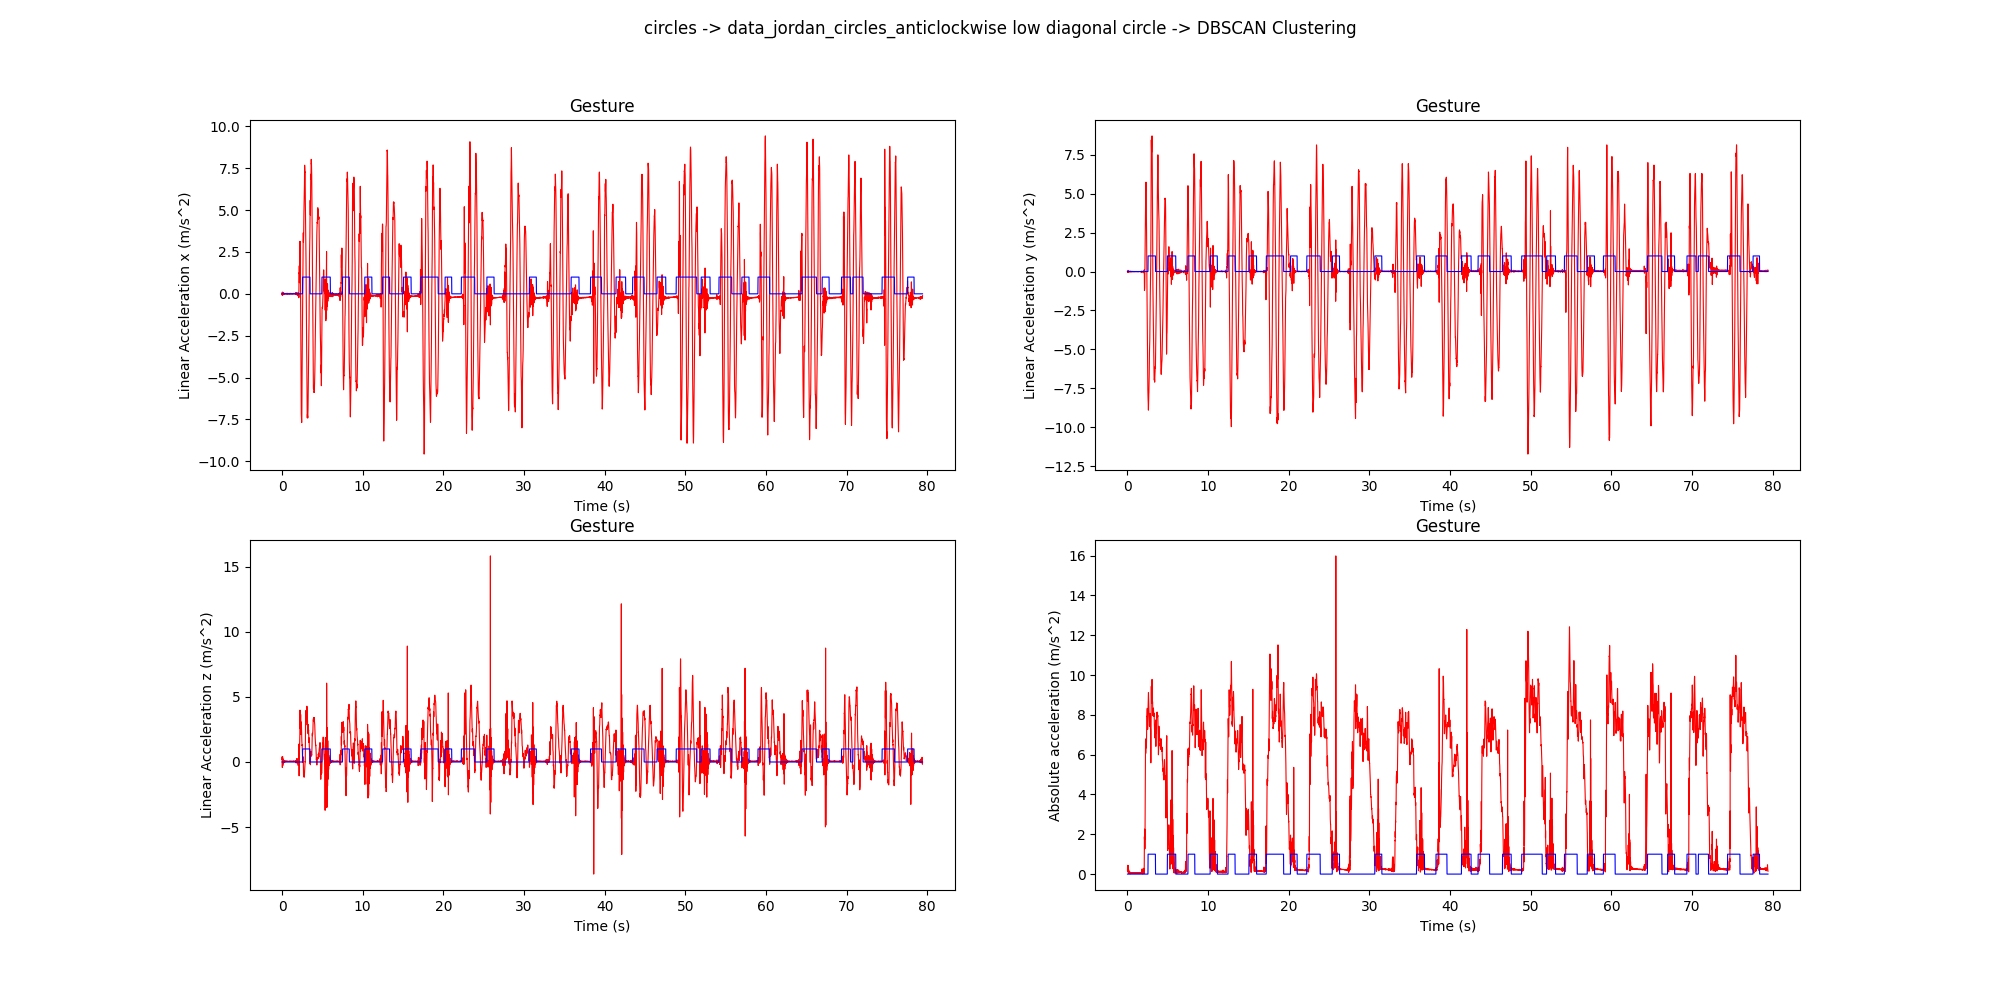 circles -> data_jordan_circles_anticlockwise low diagonal circle -> DBSCAN Clustering
Gesture
Linear Acceleration x (m/s^2)
10.0
7.5
5.0
2.5
0.0
−2.5
−5.0
−7.5
−10.0
0 10 20 30 40 50 60 70 80
Time (s)
Gesture
Linear Acceleration y (m/s^2)
7.5
5.0
2.5
0.0
−2.5
−5.0
−7.5
−10.0
−12.5
0 10 20 30 40 50 60 70 80
Time (s)
Gesture
Linear Acceleration z (m/s^2)
15
10
5
0
−5
0 10 20 30 40 50 60 70 80
Time (s)
Gesture
Absolute acceleration (m/s^2)
16
14
12
10
8
6
4
2
0
0 10 20 30 40 50 60 70 80
Time (s)